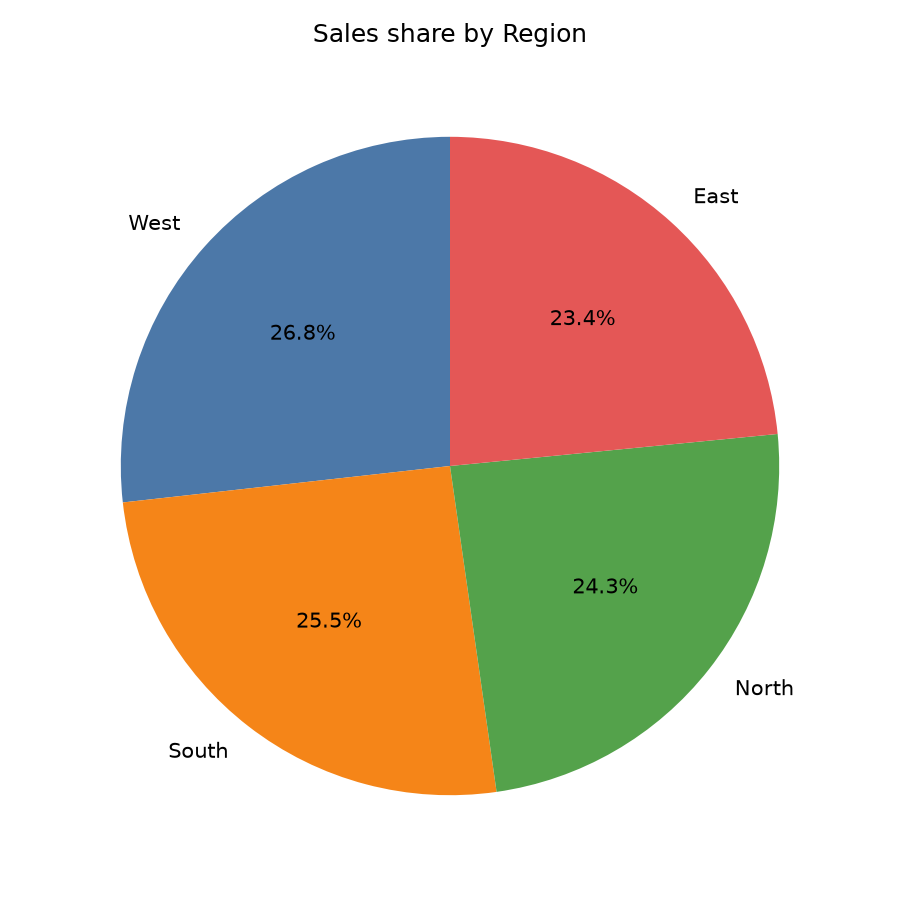 Sales share by Region
East
West
23.4%
26.8%
24.3%
25.5%
North
South